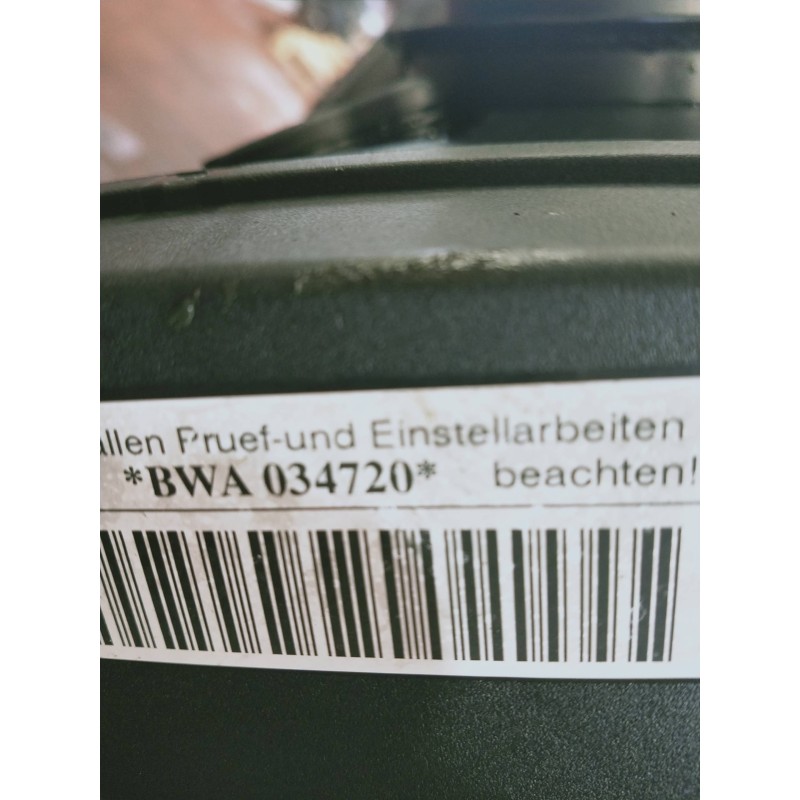 allen Pruef-und Einstellarbeiten
*BWA 034720* beachten!